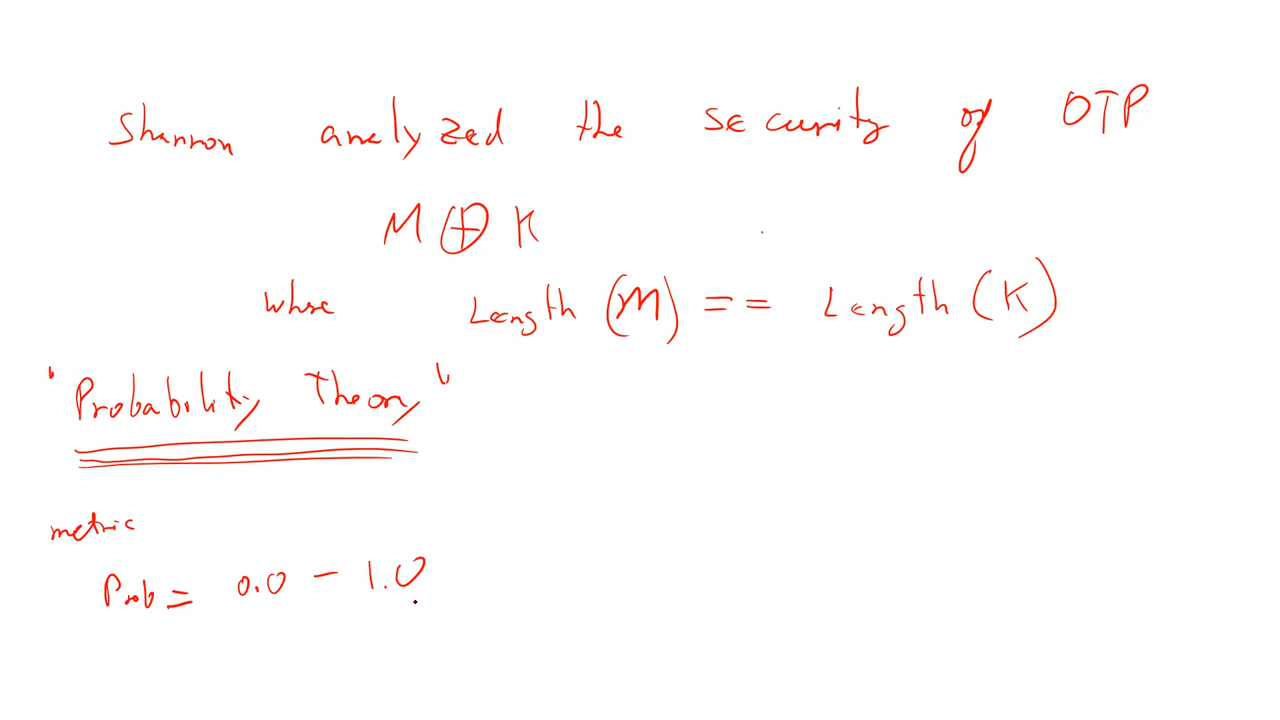 Shannon analyzed the security of OTP
M ⊕ K
where Length (M) == Length (K)
"Probability Theory"
metric
Prob = 0.0 - 1.0